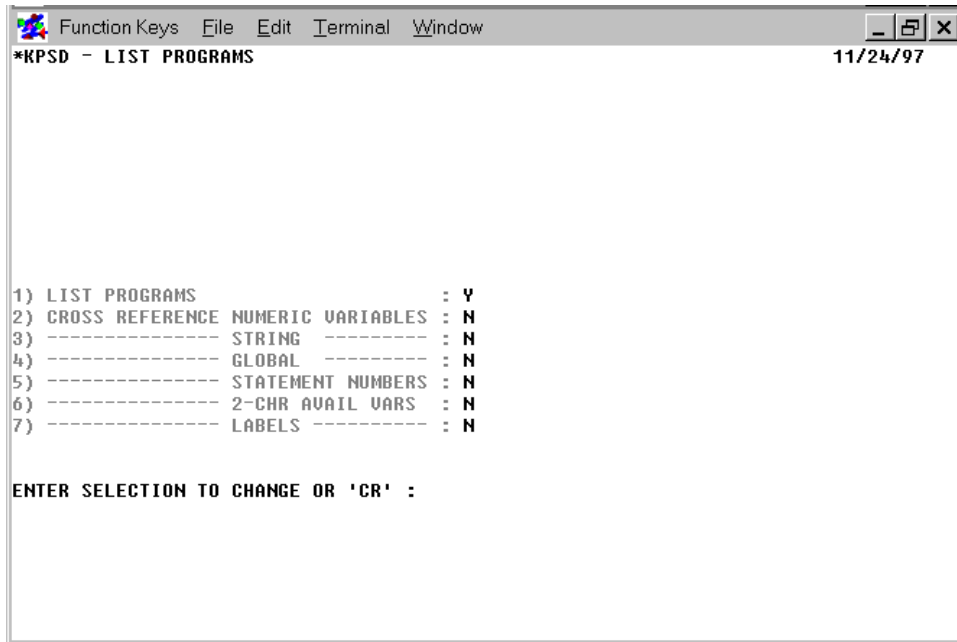 Function Keys File Edit Terminal Window
*KPSD - LIST PROGRAMS 11/24/97
1) LIST PROGRAMS : Y
2) CROSS REFERENCE NUMERIC VARIABLES : N
3) --------------- STRING --------- : N
4) --------------- GLOBAL --------- : N
5) --------------- STATEMENT NUMBERS : N
6) --------------- 2-CHR AVAIL VARS : N
7) --------------- LABELS ---------- : N
ENTER SELECTION TO CHANGE OR 'CR' :